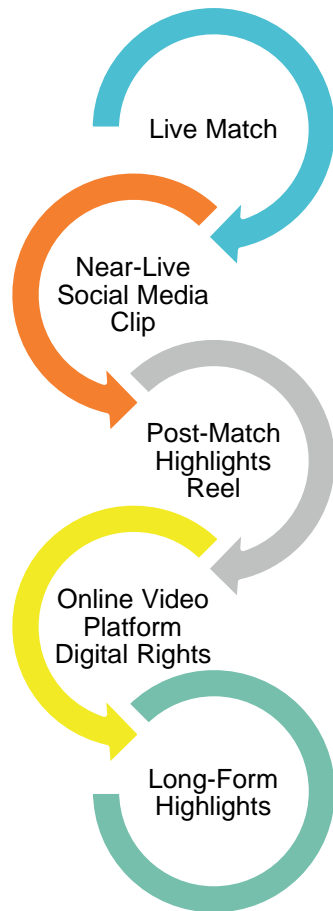 Live Match
Near-Live
Social Media
Clip
Post-Match
Highlights
Reel
Online Video
Platform
Digital Rights
Long-Form
Highlights